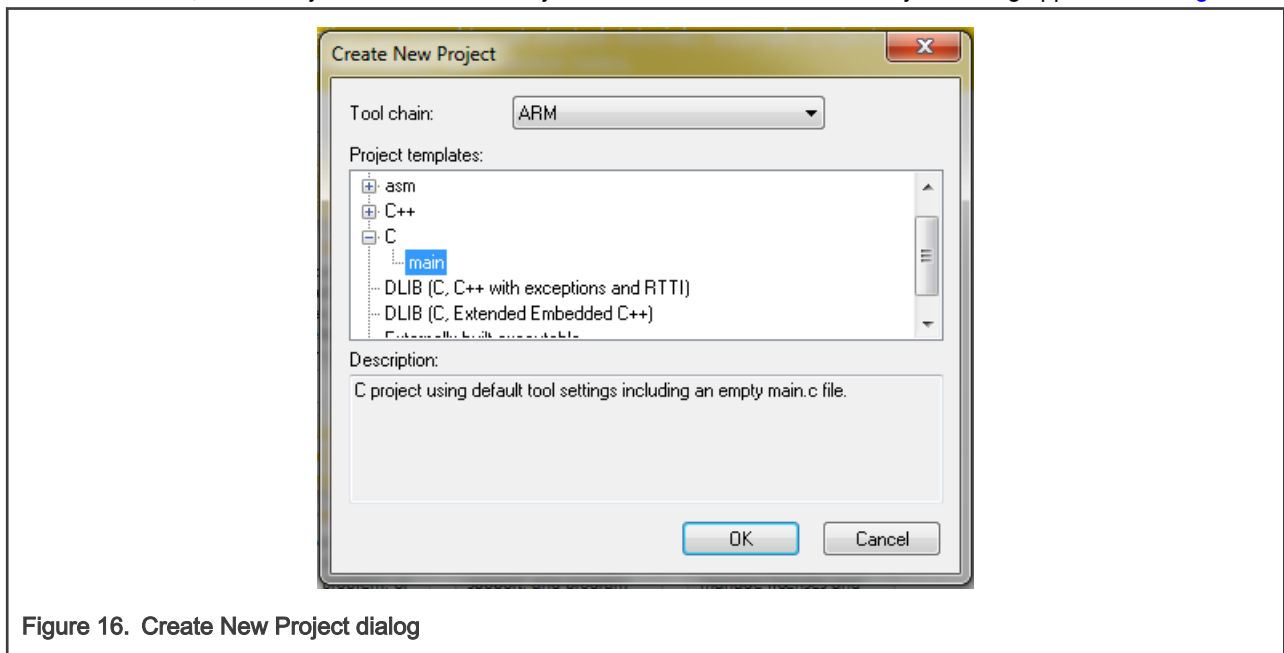 Create New Project
Tool chain: ARM
Project templates:
asm
C++
C
main
DLIB (C, C++ with exceptions and RTTI)
DLIB (C, Extended Embedded C++)
Description:
C project using default tool settings including an empty main.c file.
OK Cancel
Figure 16. Create New Project dialog